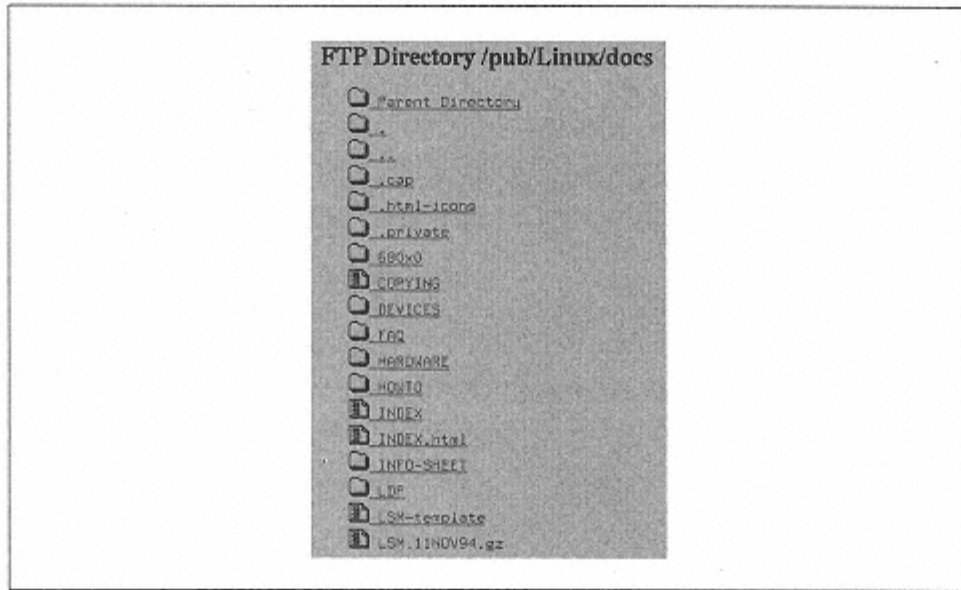 FTP Directory /pub/Linux/docs
Parent Directory
.
..
.cap
.html-icons
.private
680x0
COPYING
DEVICES
FAQ
HARDWARE
HOWTO
INDEX
INDEX.html
INFO-SHEET
LDP
LSM-template
LSM.11NOV94.gz